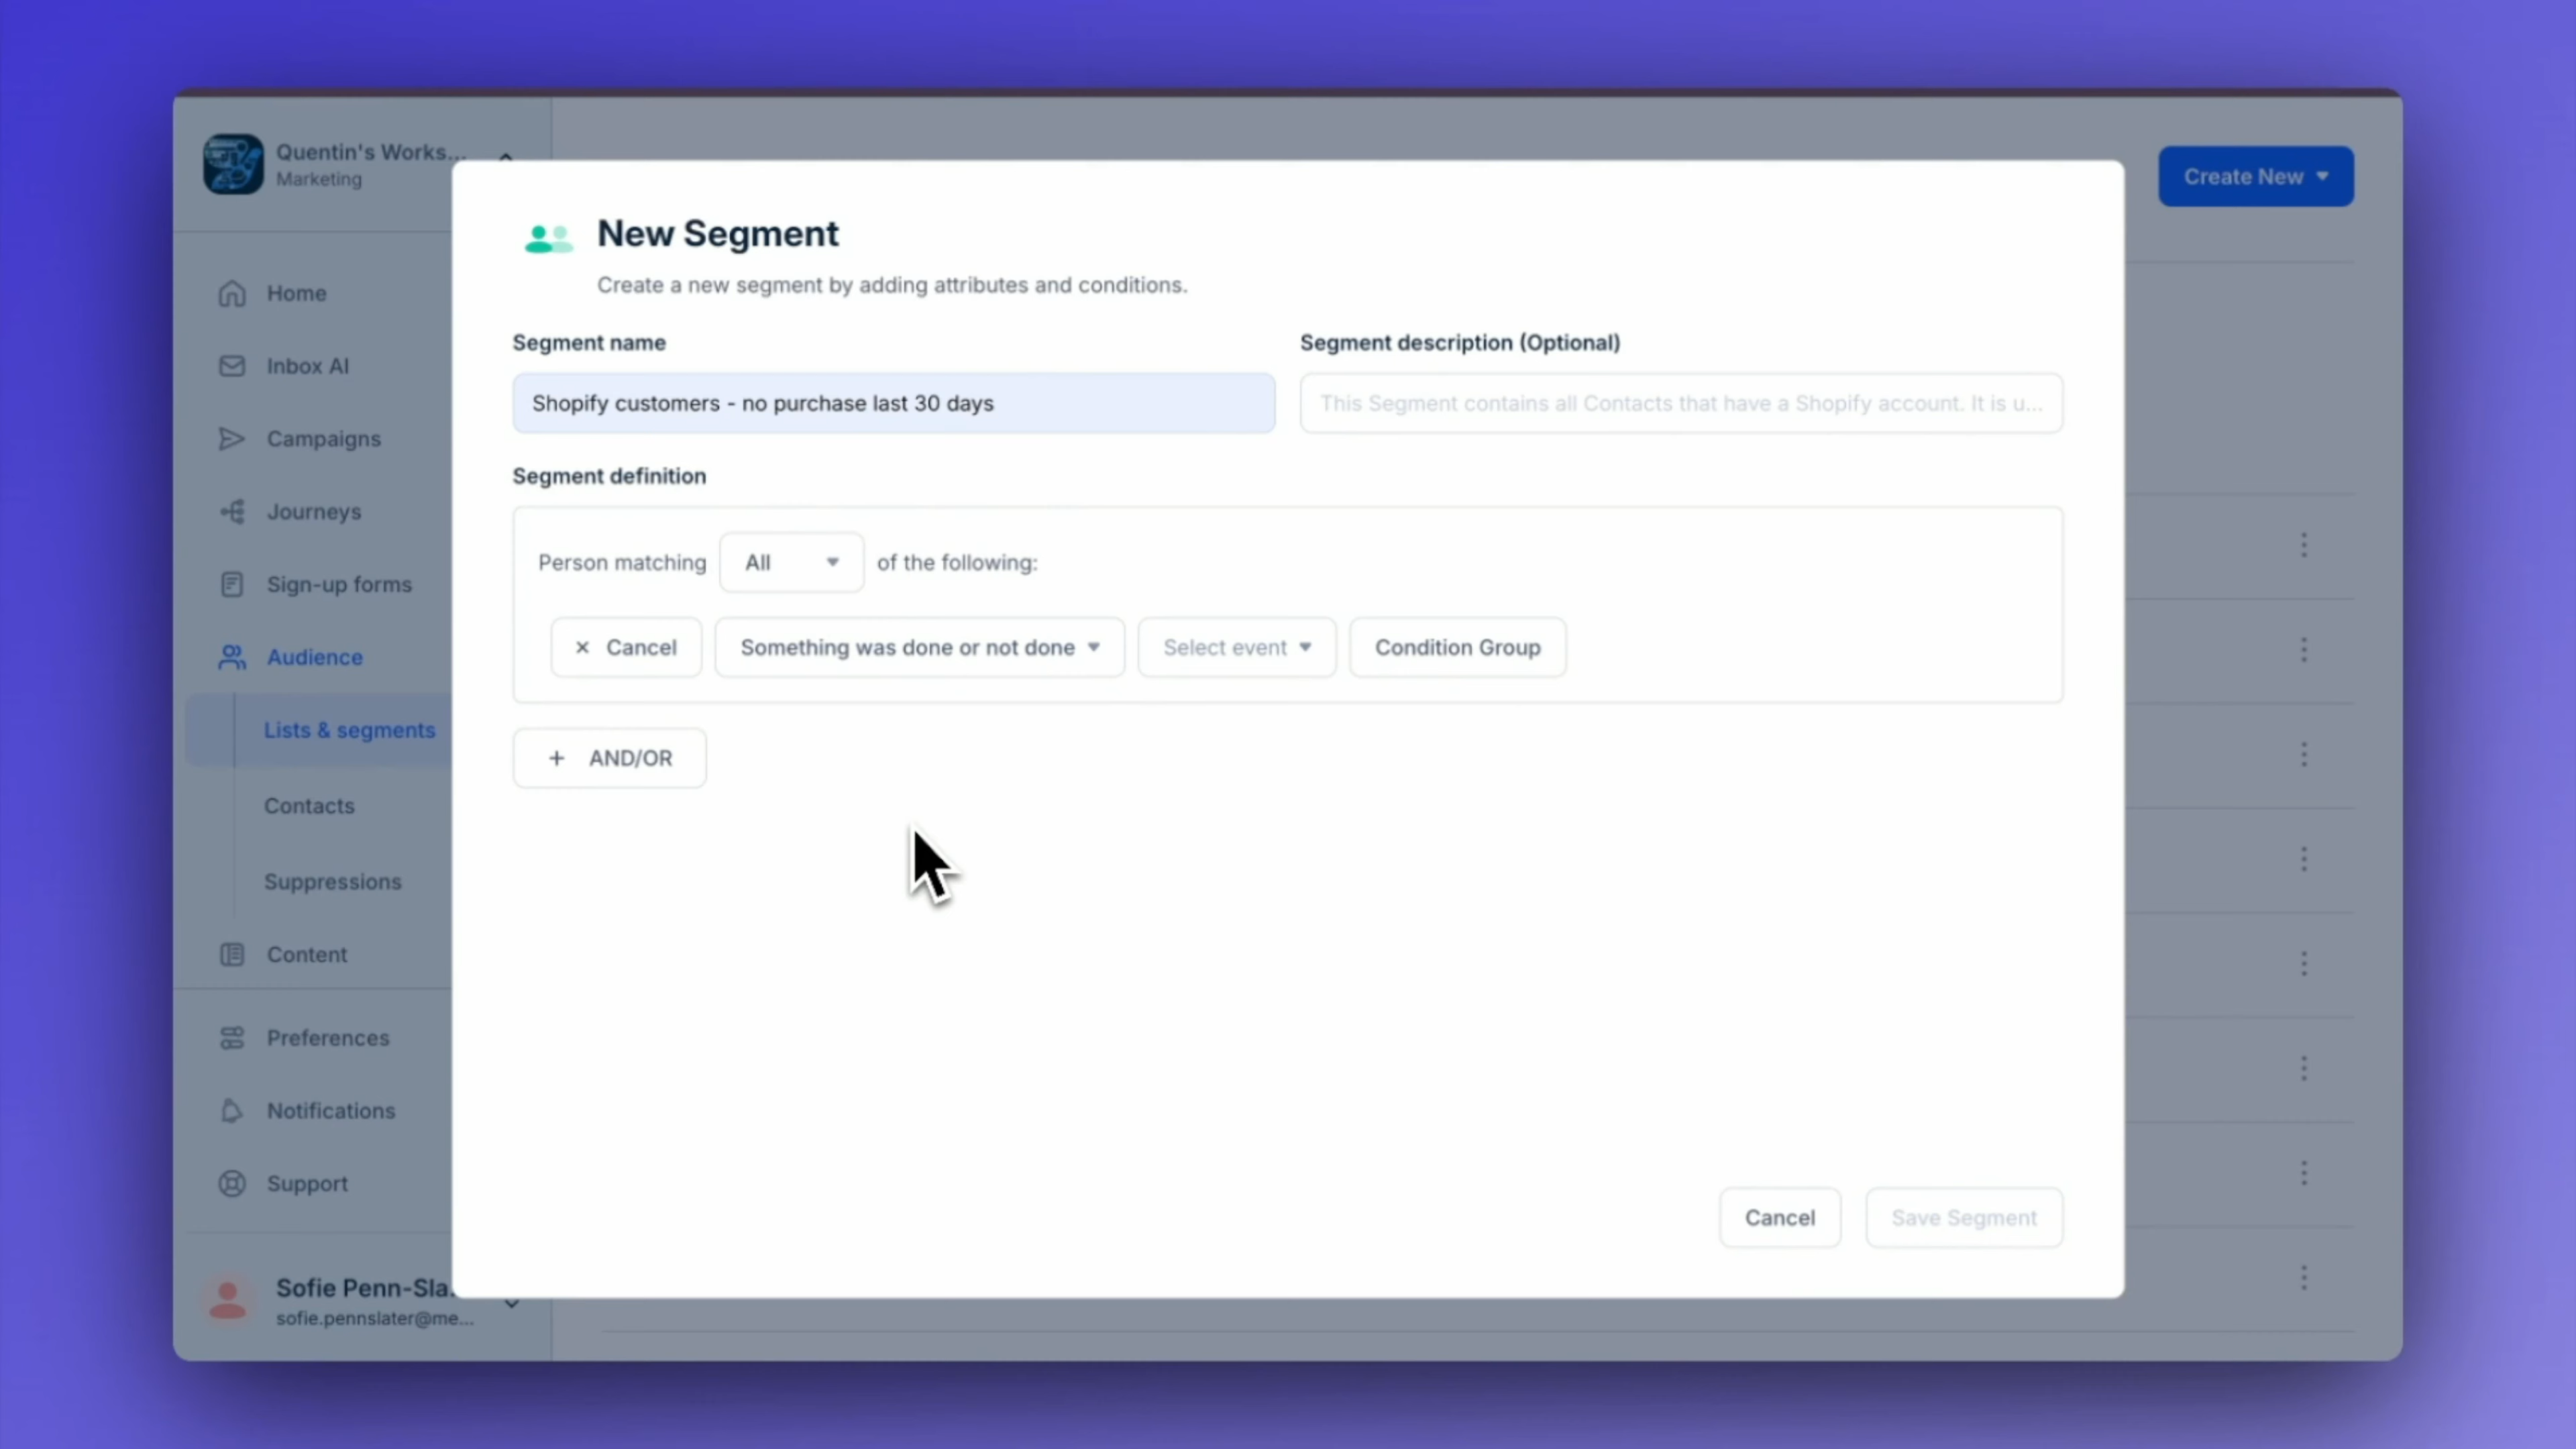 Quentin's Works...
Marketing
Home
Inbox AI
Campaigns
Journeys
Sign-up forms
Audience
Lists & segments
Contacts
Suppressions
Content
Preferences
Notifications
Support
Sofie Penn-Sla.
sofie.pennslater@me...
Create New
New Segment
Create a new segment by adding attributes and conditions.
Segment name
Segment description (Optional)
Shopify customers - no purchase last 30 days
This Segment contains all Contacts that have a Shopify account. It is u...
Segment definition
Person matching All of the following:
× Cancel Something was done or not done Select event Condition Group
+ AND/OR
Cancel
Save Segment